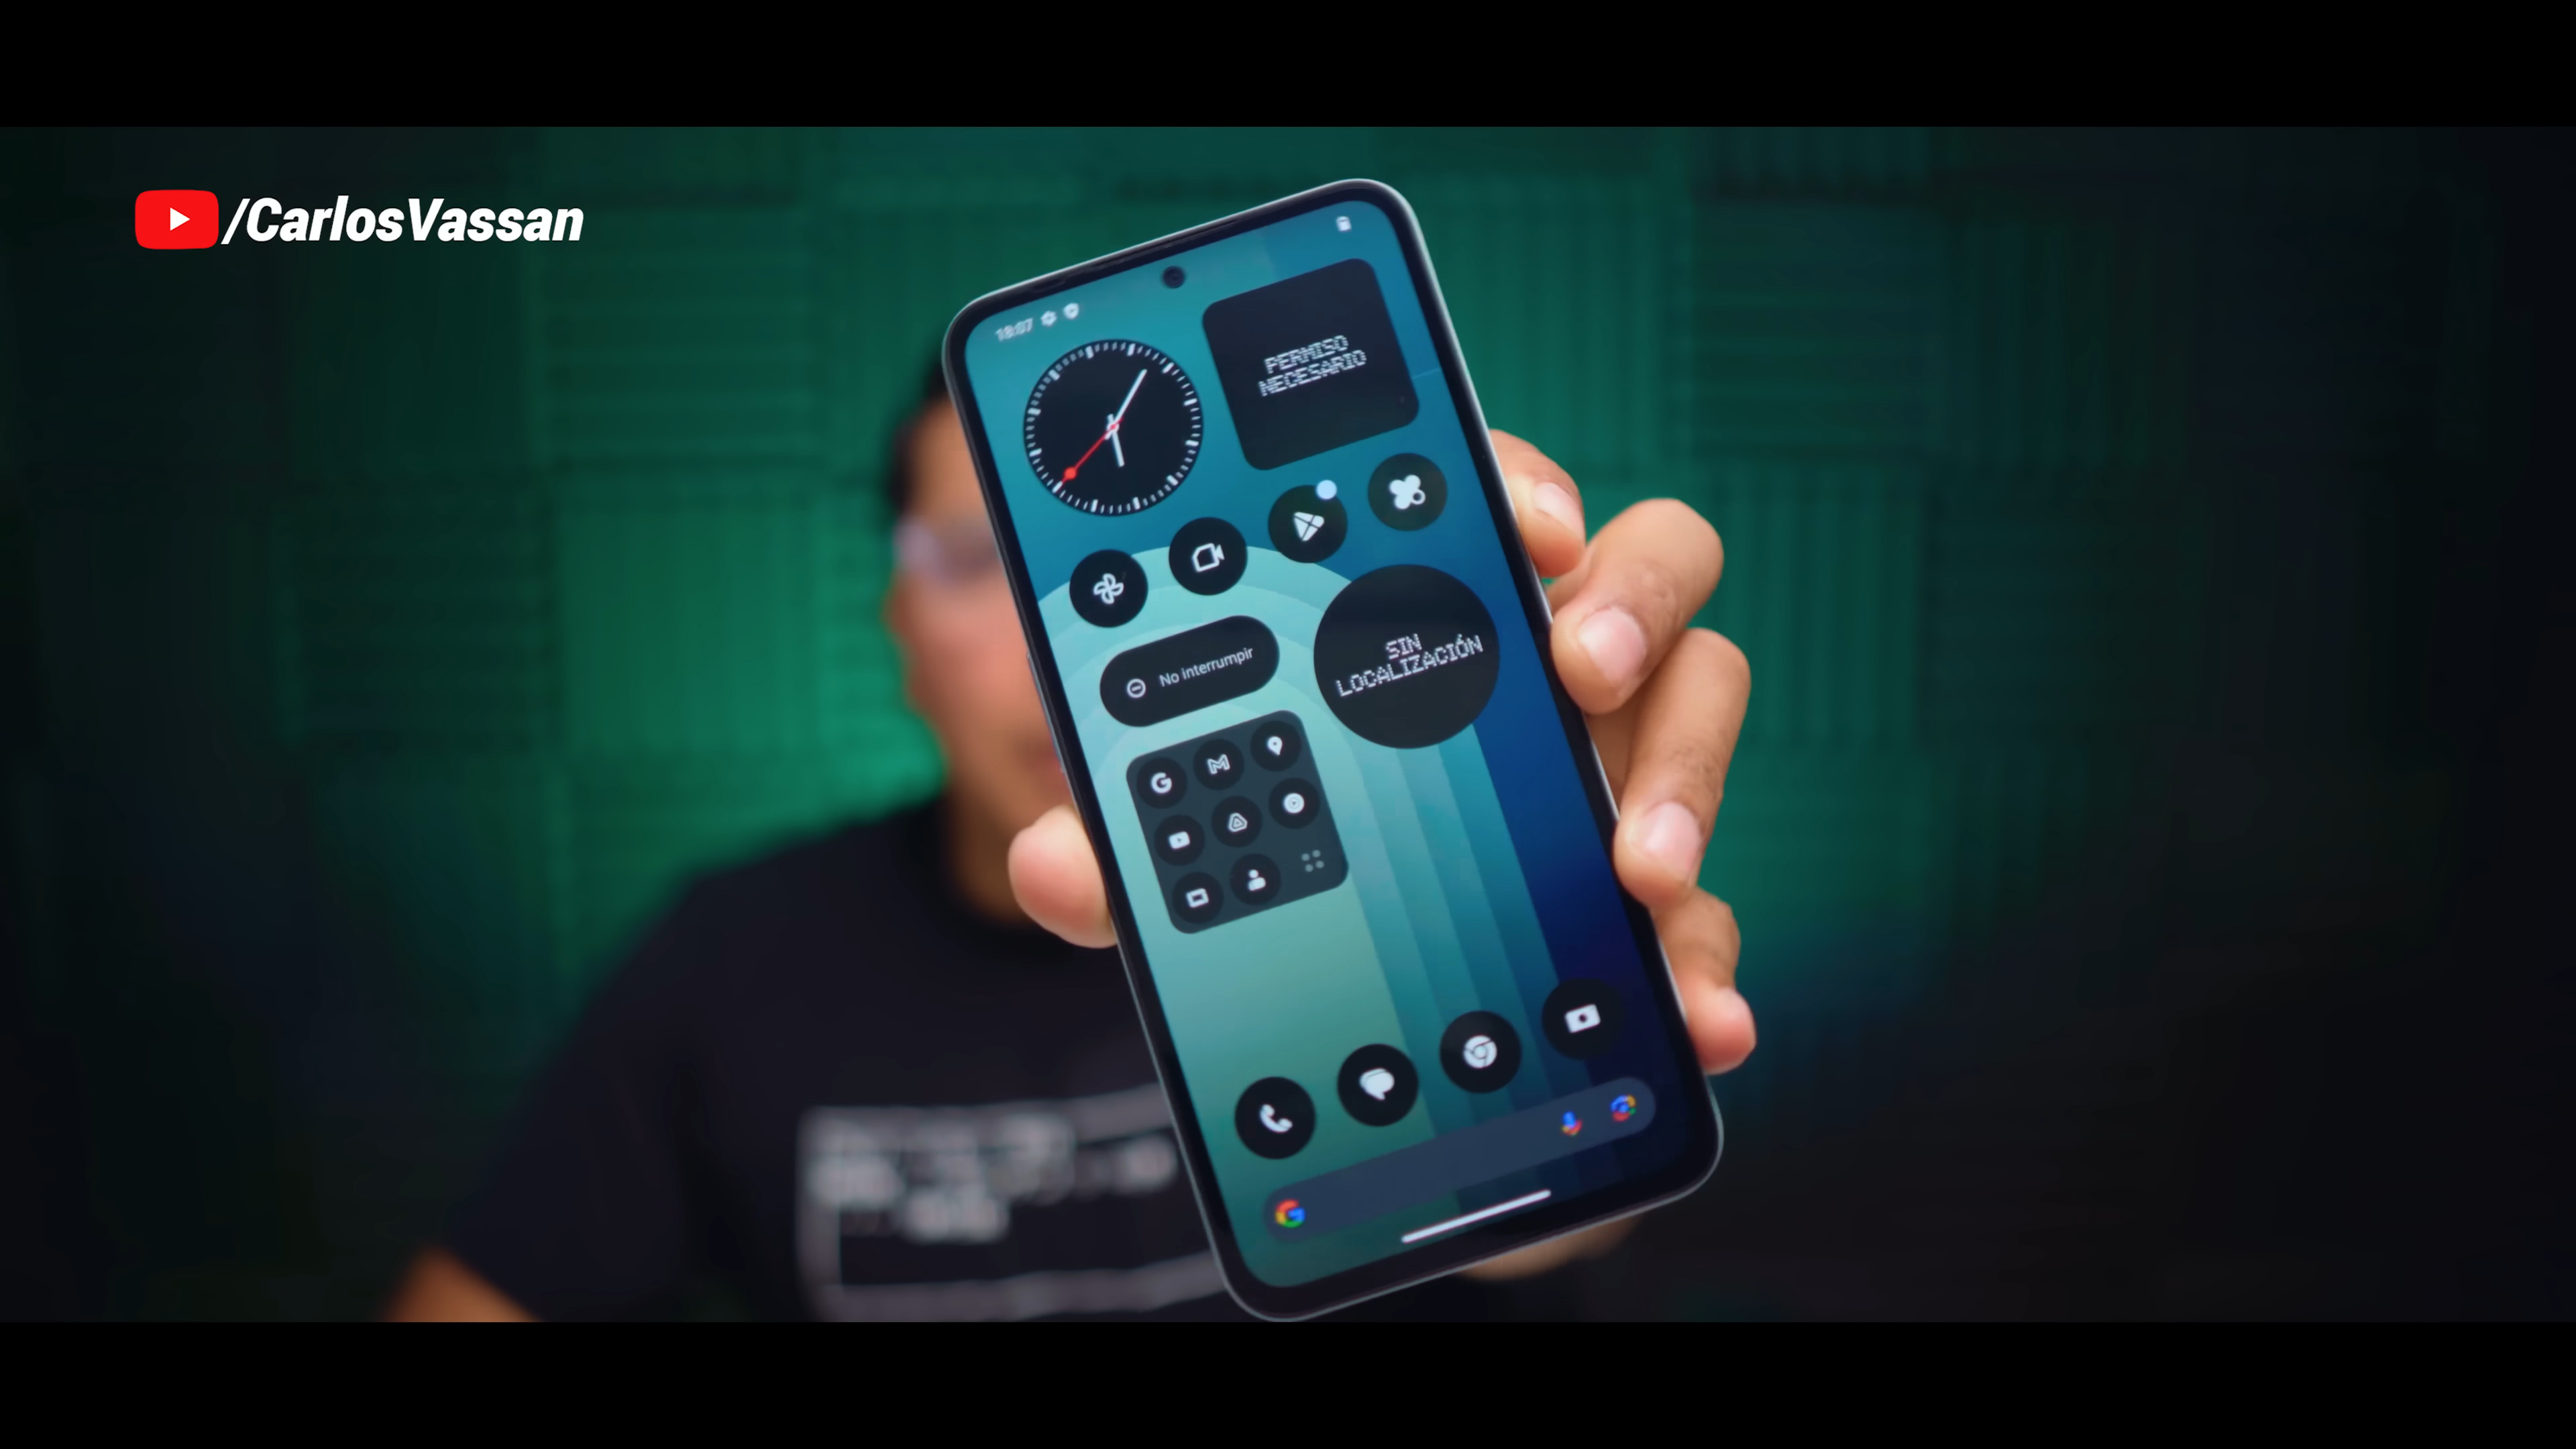 /CarlosVassan
18:07
PERMISO
NECESARIO
No interrumpir
SIN
LOCALIZACIÓN